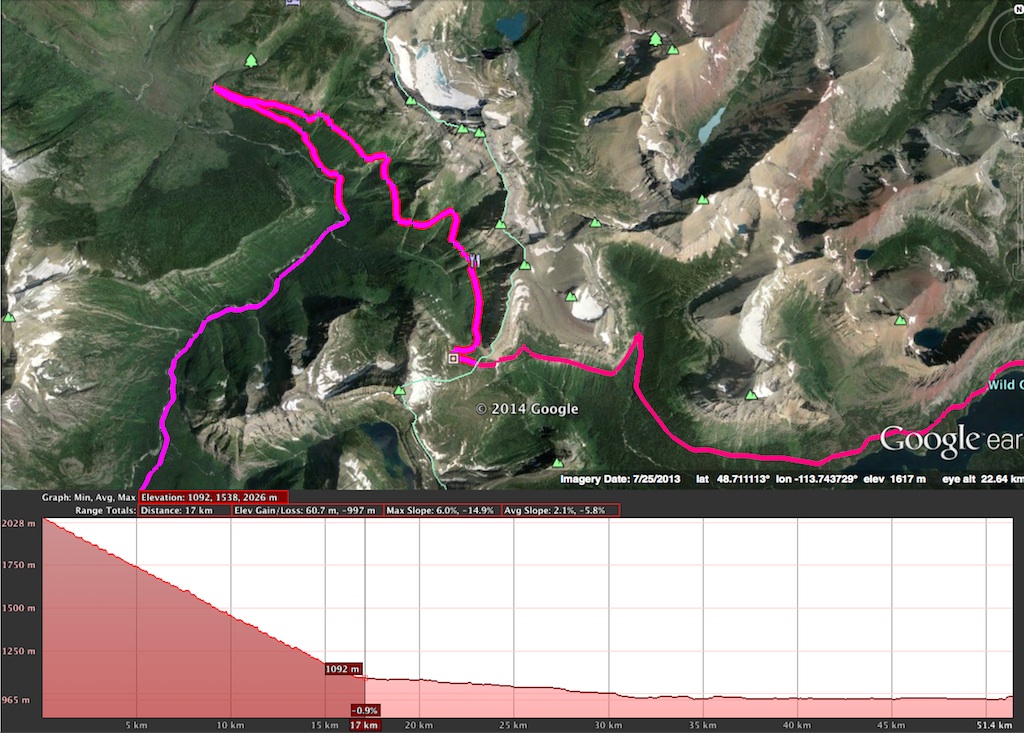 N
Wild G
© 2014 Google
Google ear
Imagery Date: 7/25/2013 lat 48.711113° lon -113.743729° elev 1617 m eye alt 22.64 km
Graph: Min, Avg, Max Elevation: 1092, 1538, 2026 m
Range Totals: Distance: 17 km Elev Gain/Loss: 60.7 m, -997 m Max Slope: 6.0%, -14.9% Avg Slope: 2.1%, -5.8%
2028 m
1750 m
1500 m
1250 m
1092 m
965 m
-0.9%
5 km 10 km 15 km 17 km 20 km 25 km 30 km 35 km 40 km 45 km 51.4 km